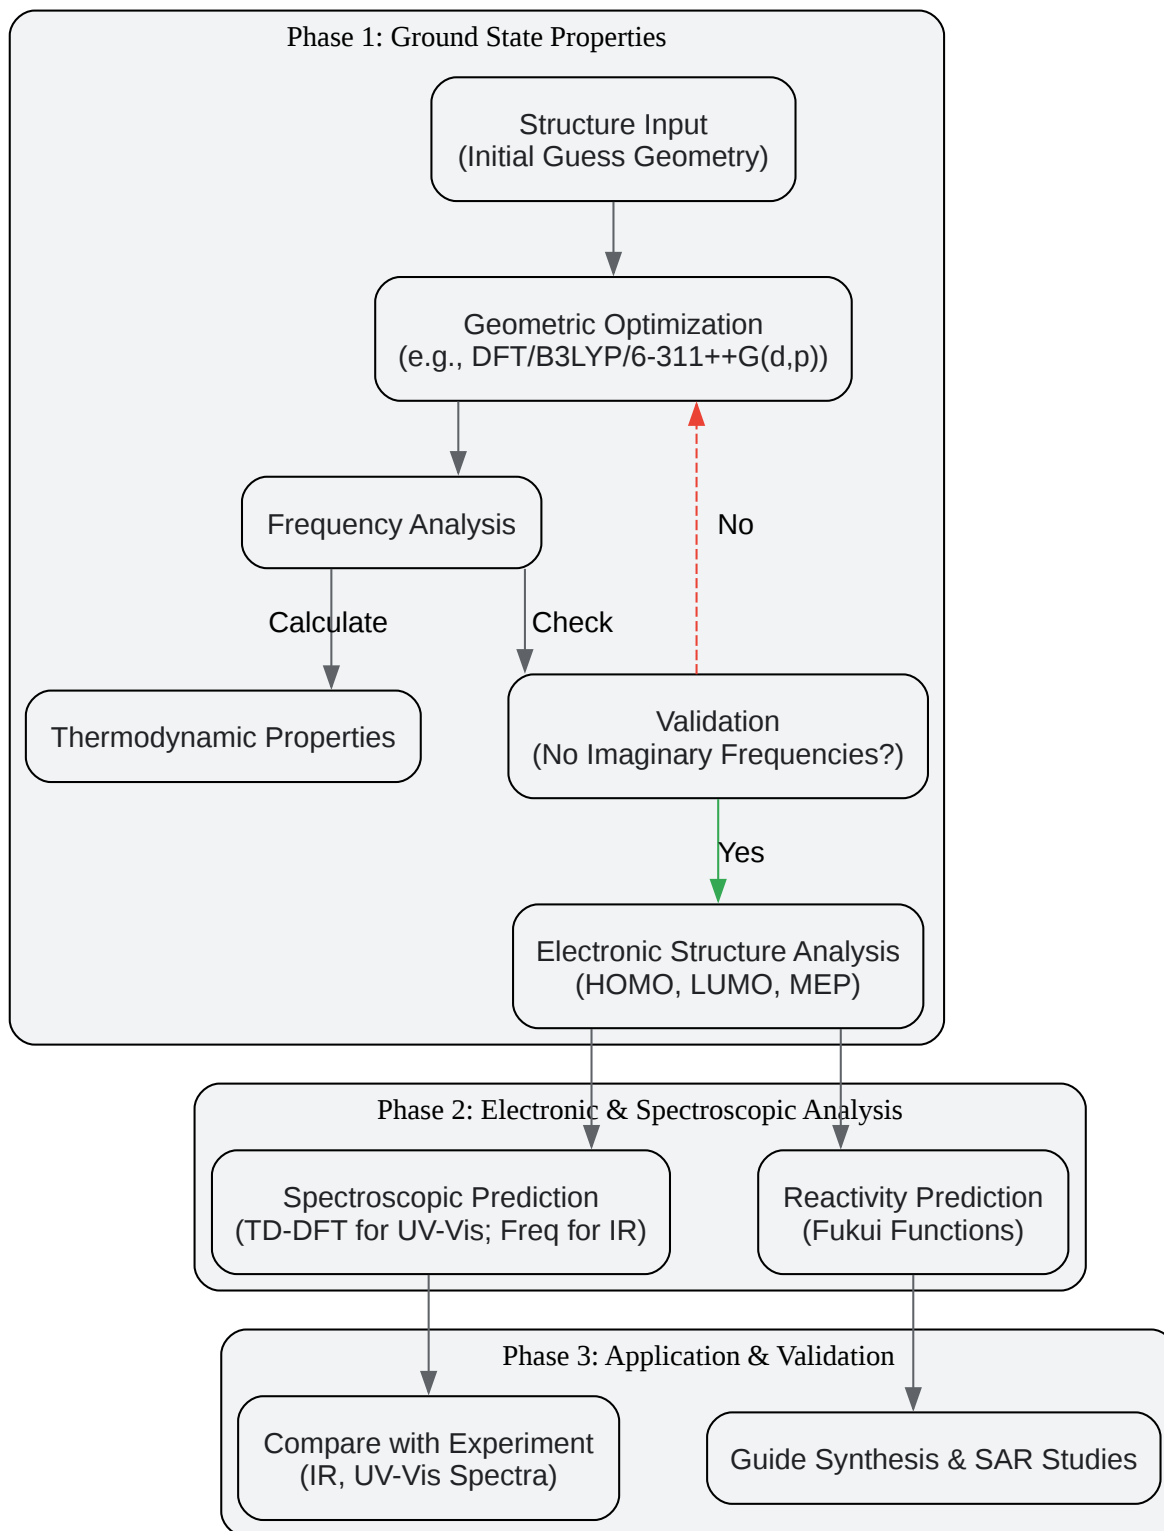 Phase 1: Ground State Properties
Structure Input
(Initial Guess Geometry)
Geometric Optimization
(e.g., DFT/B3LYP/6-311++G(d,p))
Frequency Analysis
No
Calculate
Check
Thermodynamic Properties
Validation
(No Imaginary Frequencies?)
Yes
Electronic Structure Analysis
(HOMO, LUMO, MEP)
Phase 2: Electronic & Spectroscopic Analysis
Spectroscopic Prediction
(TD-DFT for UV-Vis; Freq for IR)
Reactivity Prediction
(Fukui Functions)
Phase 3: Application & Validation
Compare with Experiment
(IR, UV-Vis Spectra)
Guide Synthesis & SAR Studies